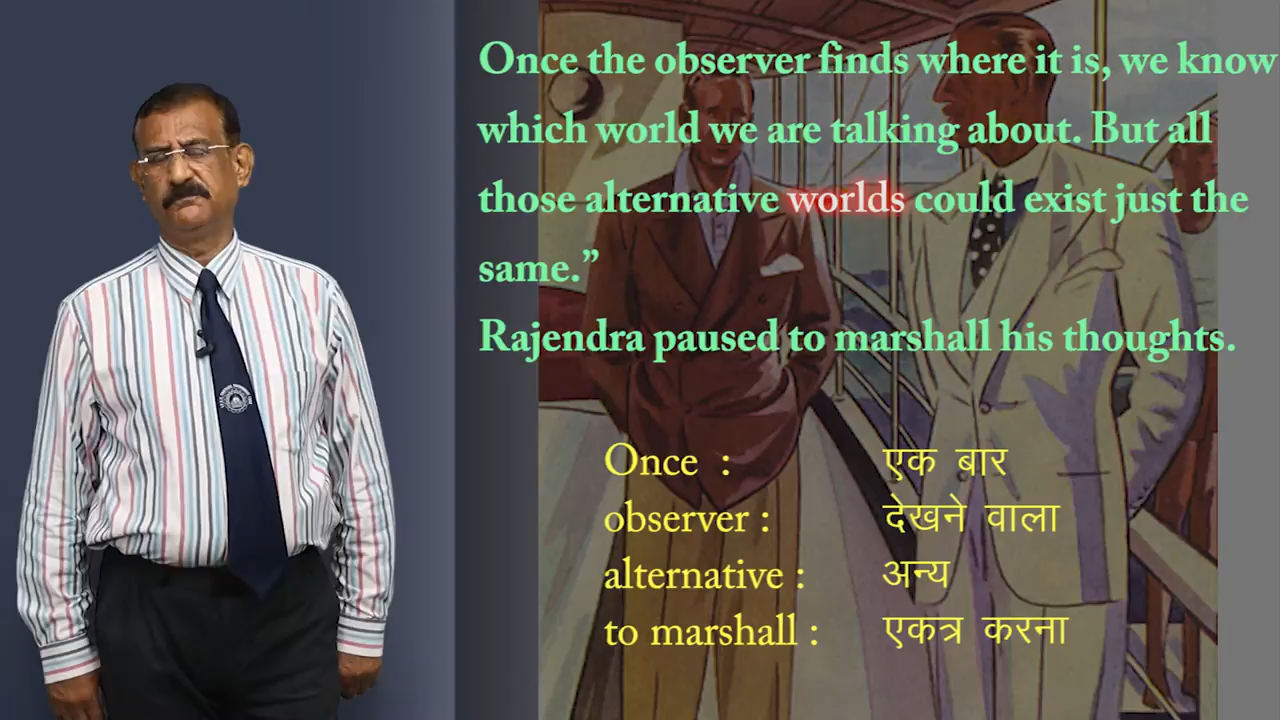 Once the observer finds where it is, we know
which world we are talking about. But all
those alternative worlds could exist just the
same.”
Rajendra paused to marshall his thoughts.
Once : एक बार
observer : देखने वाला
alternative : अन्य
to marshall : एकत्र करना